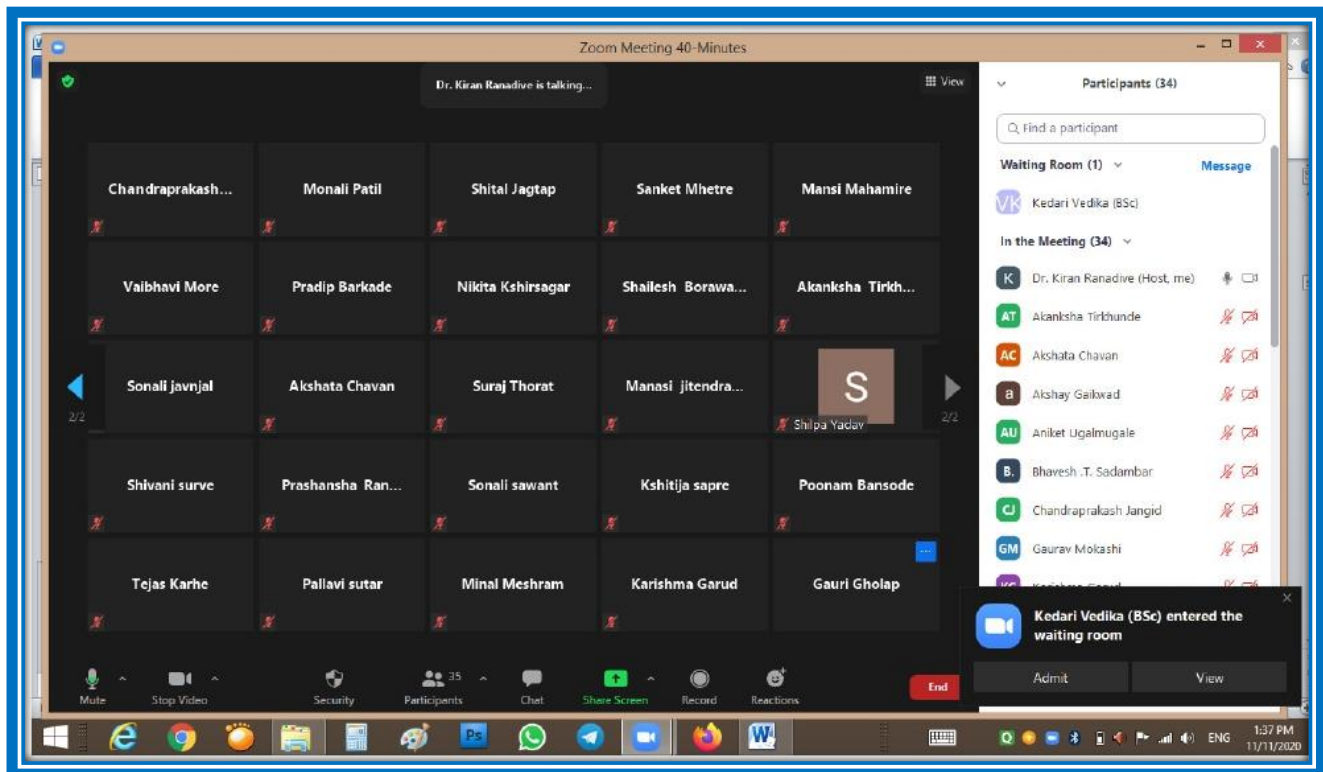 Zoom Meeting 40-Minutes
Dr. Kiran Ranadive is talking...
View
Chandraprakash... Monali Patil Shital Jagtap Sanket Mhetre Mansi Mahamire
Vaibhavi More Pradip Barkade Nikita Kshirsagar Shailesh Borawa... Akanksha Tirkh...
Sonali javnjal Akshata Chavan Suraj Thorat Manasi jitendra... S
Shilpa Yadav
2/2 2/2
Shivani surve Prashansha Ran... Sonali sawant Kshitija sapre Poonam Bansode
Tejas Karhe Pallavi sutar Minal Meshram Karishma Garud Gauri Gholap
Mute Stop Video Security Participants 35 Chat Share Screen Record Reactions End
Participants (34)
Find a participant
Waiting Room (1) Message
VK Kedari Vedika (BSc)
In the Meeting (34)
K Dr. Kiran Ranadive (Host, me)
AT Akanksha Tirkhunde
AC Akshata Chavan
a Akshay Gaikwad
AU Aniket Ugalmugale
B. Bhavesh .T. Sadambar
CJ Chandraprakash Jangid
GM Gaurav Mokashi
Kedari Vedika (BSc) entered the
waiting room
Admit View
Ps W ENG 1:37 PM
11/11/2020